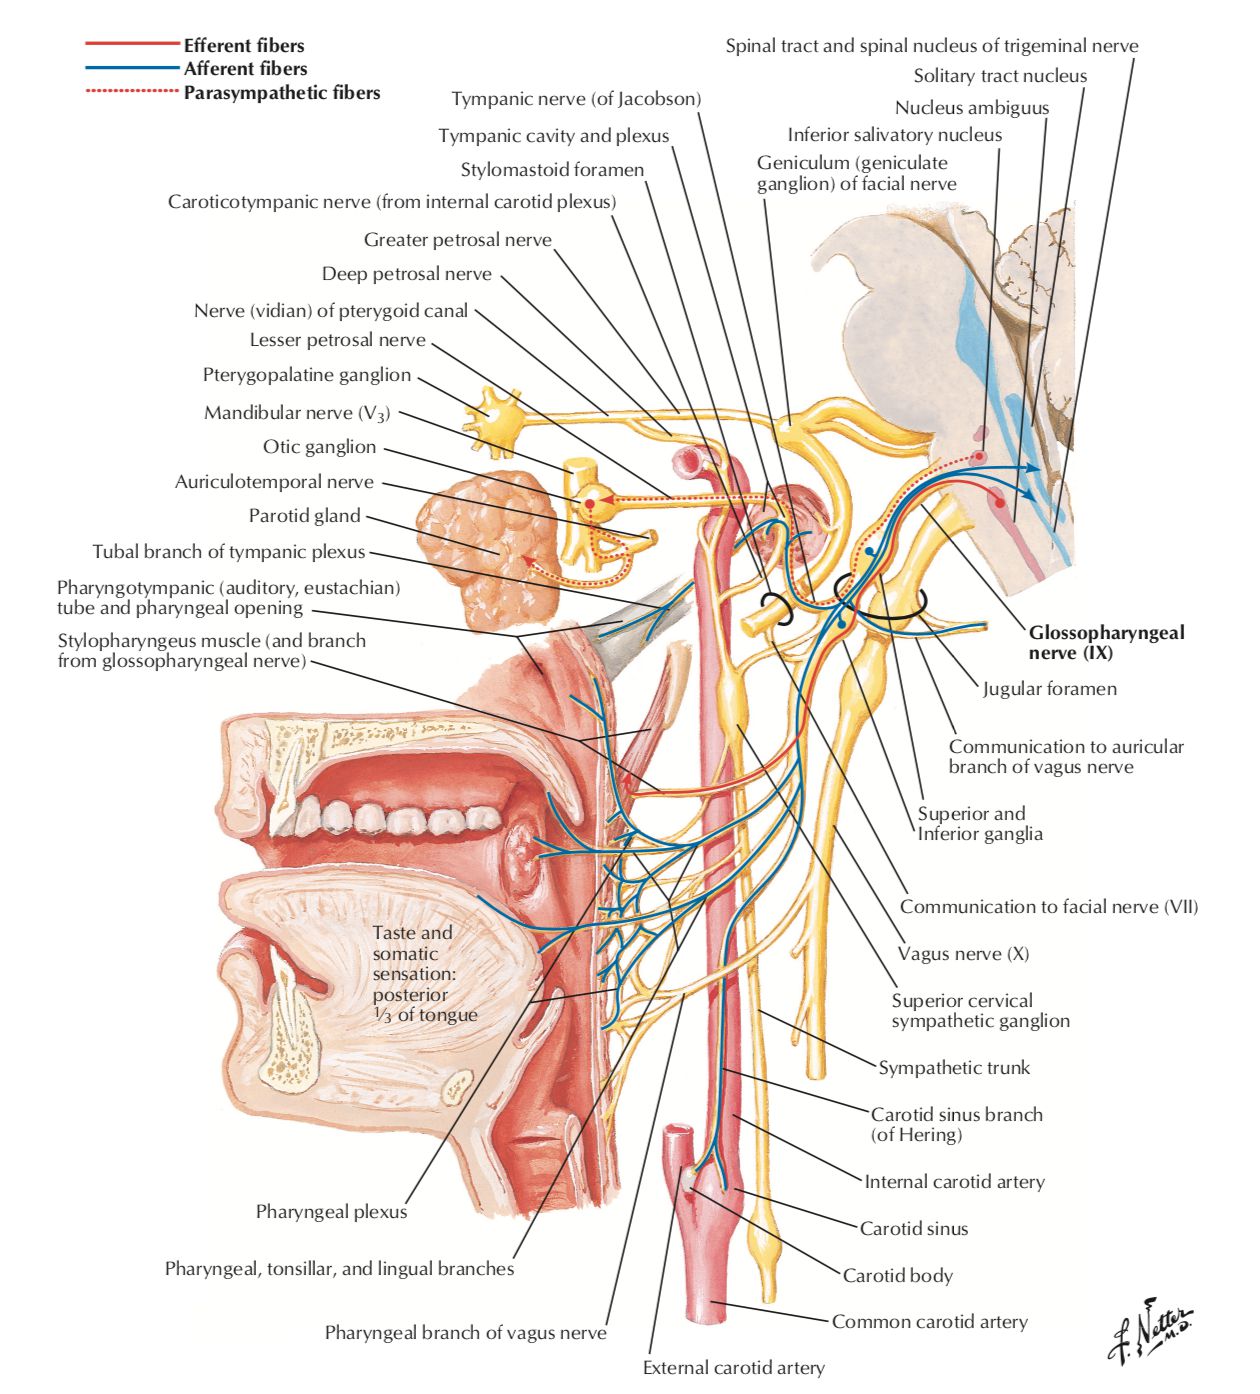 Efferent fibers
Afferent fibers
Parasympathetic fibers
Spinal tract and spinal nucleus of trigeminal nerve
Solitary tract nucleus
Nucleus ambiguus
Inferior salivatory nucleus
Geniculum (geniculate
ganglion) of facial nerve
Tympanic nerve (of Jacobson)
Tympanic cavity and plexus
Stylomastoid foramen
Caroticotympanic nerve (from internal carotid plexus)
Greater petrosal nerve
Deep petrosal nerve
Nerve (vidian) of pterygoid canal
Lesser petrosal nerve
Pterygopalatine ganglion
Mandibular nerve (V3)
Otic ganglion
Auriculotemporal nerve
Parotid gland
Tubal branch of tympanic plexus
Pharyngotympanic (auditory, eustachian)
tube and pharyngeal opening
Stylopharyngeus muscle (and branch
from glossopharyngeal nerve)
Taste and
somatic
sensation:
posterior
1/3 of tongue
Glossopharyngeal
nerve (IX)
Jugular foramen
Communication to auricular
branch of vagus nerve
Superior and
Inferior ganglia
Communication to facial nerve (VII)
Vagus nerve (X)
Superior cervical
sympathetic ganglion
Sympathetic trunk
Carotid sinus branch
(of Hering)
Internal carotid artery
Carotid sinus
Carotid body
Common carotid artery
Pharyngeal plexus
Pharyngeal, tonsillar, and lingual branches
Pharyngeal branch of vagus nerve
External carotid artery
F. Netter
M.D.